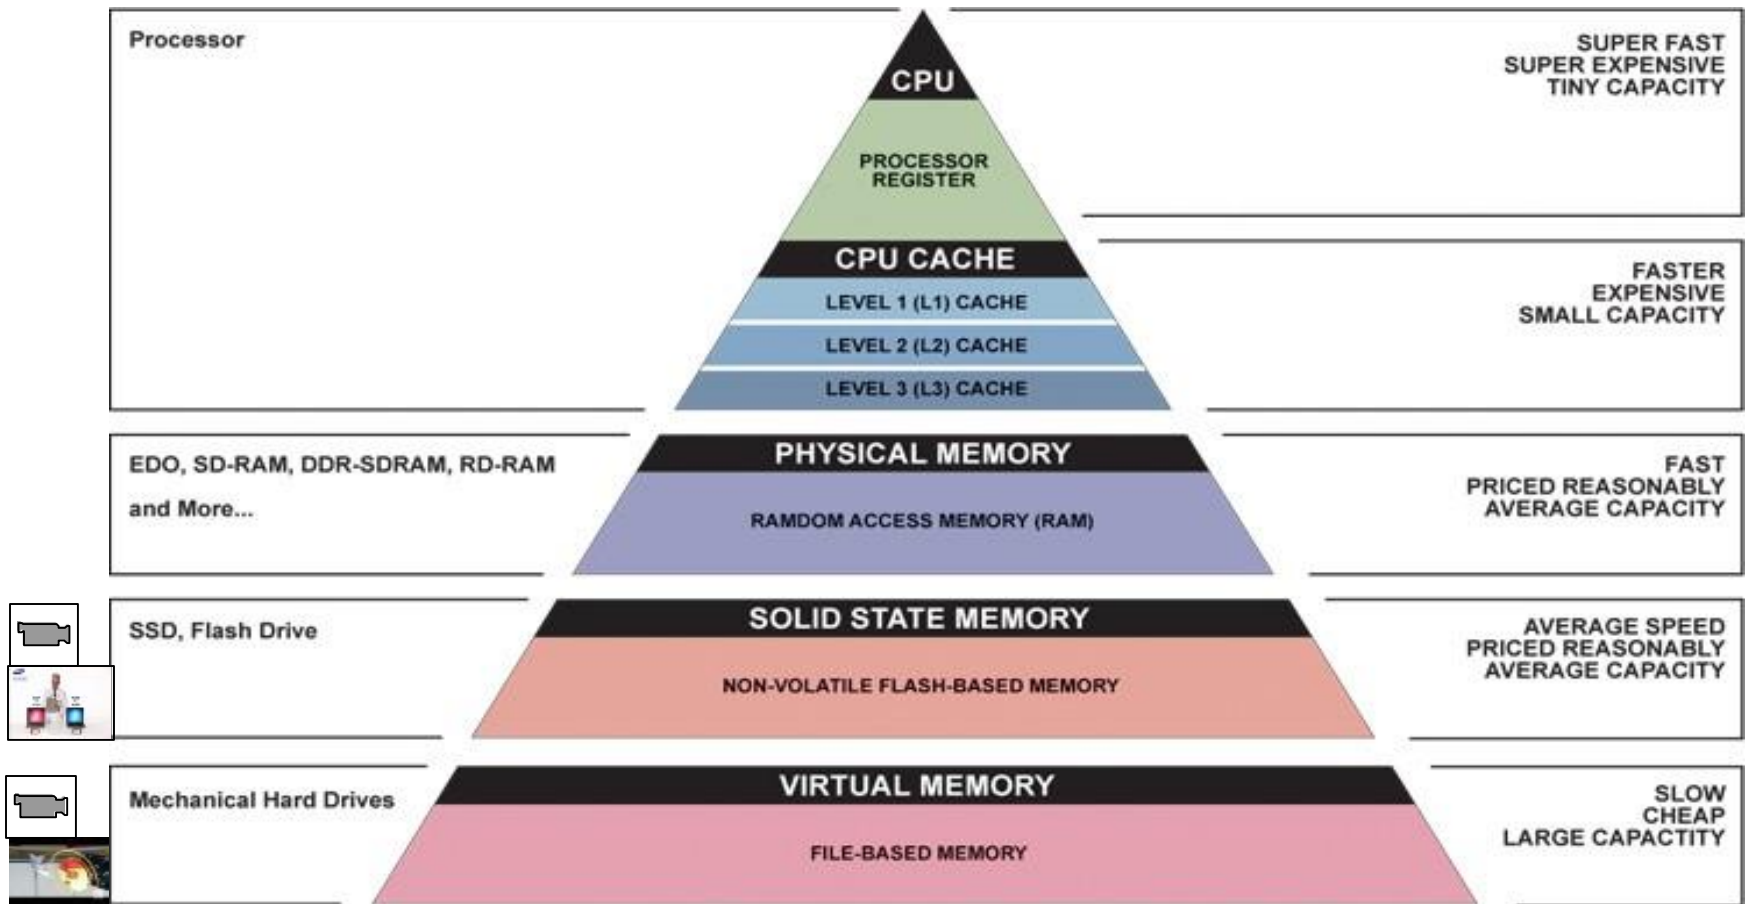 Processor
CPU
SUPER FAST
SUPER EXPENSIVE
TINY CAPACITY
PROCESSOR
REGISTER
CPU CACHE
LEVEL 1 (L1) CACHE
LEVEL 2 (L2) CACHE
LEVEL 3 (L3) CACHE
FASTER
EXPENSIVE
SMALL CAPACITY
EDO, SD-RAM, DDR-SDRAM, RD-RAM
and More...
PHYSICAL MEMORY
RAMDOM ACCESS MEMORY (RAM)
FAST
PRICED REASONABLY
AVERAGE CAPACITY
SSD, Flash Drive
SOLID STATE MEMORY
NON-VOLATILE FLASH-BASED MEMORY
AVERAGE SPEED
PRICED REASONABLY
AVERAGE CAPACITY
Mechanical Hard Drives
VIRTUAL MEMORY
FILE-BASED MEMORY
SLOW
CHEAP
LARGE CAPACTITY